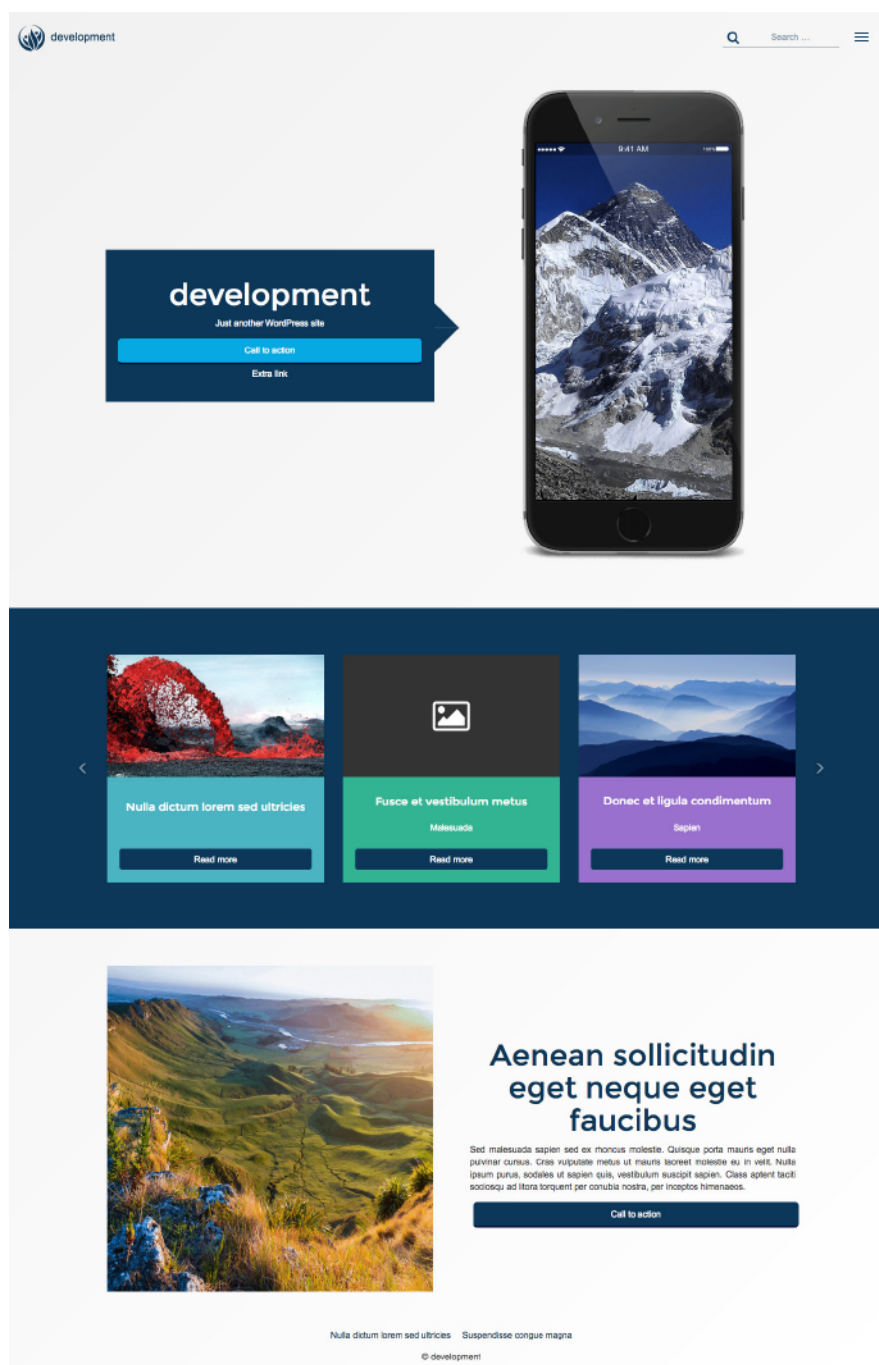 development
Search ...
9:41 AM
100%
development
Just another WordPress site
Call to action
Extra link
Nulla dictum lorem sed ultricies
Read more
Fusce et vestibulum metus
Malesuada
Read more
Donec et ligula condimentum
Sapien
Read more
Aenean sollicitudin
eget neque eget
faucibus
Sed malesuada sapien sed ex rhoncus molestie. Quisque porta mauris eget nulla
pulvinar cursus. Cras vulputate metus ut mauris laoreet molestie eu in velit. Nulla
ipsum purus, sodales ut sapien quis, vestibulum suscipit sapien. Class aptent taciti
sociosqu ad litora torquent per conubia nostra, per inceptos himenaeos.
Call to action
Nulla dictum lorem sed ultricies Suspendisse congue magna
© development